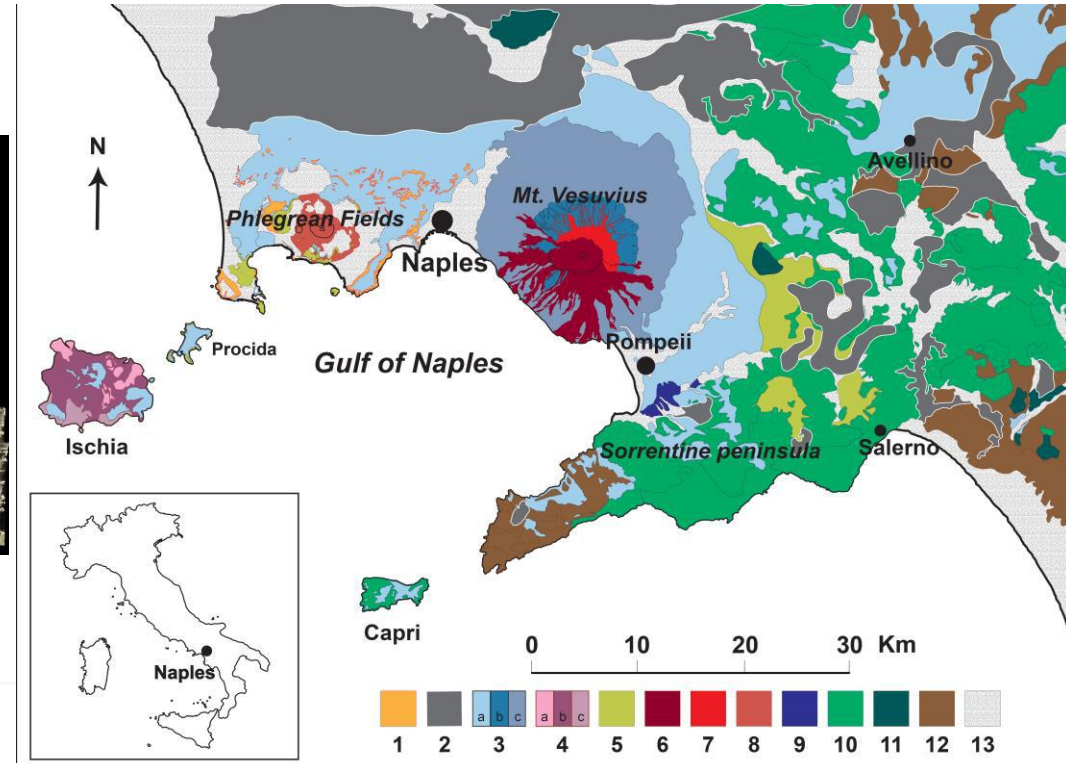 N
Avellino
Mt. Vesuvius
Phlegrean Fields
Naples
Rompeii
Procida
Gulf of Naples
Ischia
Sorrentine peninsula
Salerno
Capri
0 10 20 30 Km
Naples
a b c a b c
1 2 3 4 5 6 7 8 9 10 11 12 13